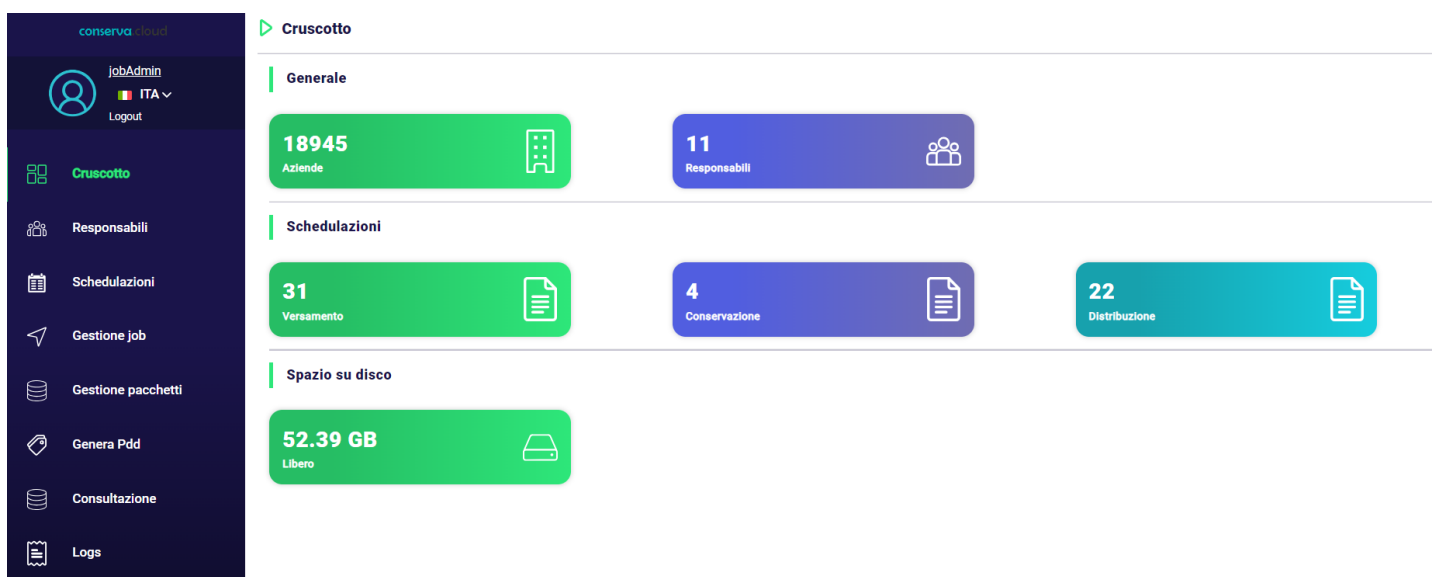 conserva.cloud
jobAdmin
ITA
Logout
Cruscotto
Responsabili
Schedulazioni
Gestione job
Gestione pacchetti
Genera Pdd
Consultazione
Logs
Cruscotto
Generale
18945
Aziende
11
Responsabili
Schedulazioni
31
Versamento
4
Conservazione
22
Distribuzione
Spazio su disco
52.39 GB
Libero